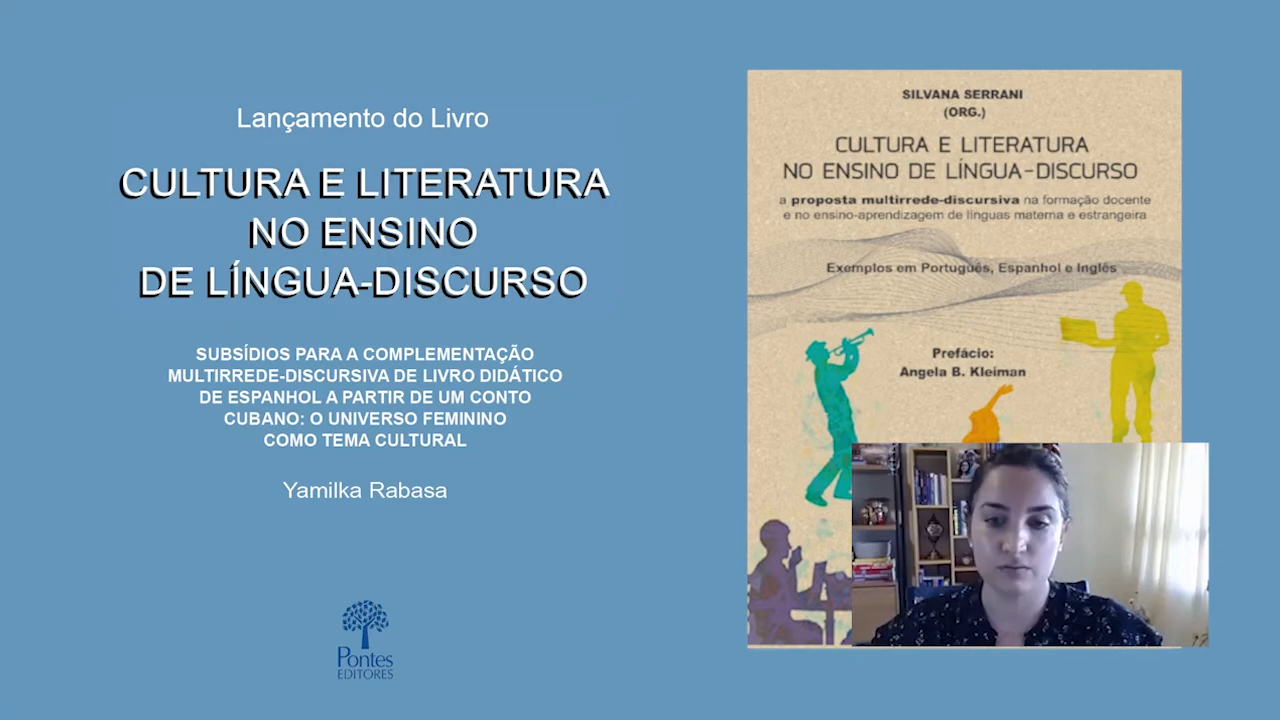 Lançamento do Livro
CULTURA E LITERATURA
NO ENSINO
DE LÍNGUA-DISCURSO
SUBSÍDIOS PARA A COMPLEMENTAÇÃO
MULTIRREDE-DISCURSIVA DE LIVRO DIDÁTICO
DE ESPANHOL A PARTIR DE UM CONTO
CUBANO: O UNIVERSO FEMININO
COMO TEMA CULTURAL
Yamilka Rabasa
Pontes
EDITORES
SILVANA SERRANI
(ORG.)
CULTURA E LITERATURA
NO ENSINO DE LÍNGUA-DISCURSO
a proposta multirrede-discursiva na formação docente
e no ensino-aprendizagem de línguas materna e estrangeira
Exemplos em Português, Espanhol e Inglês
Prefácio:
Angela B. Kleiman